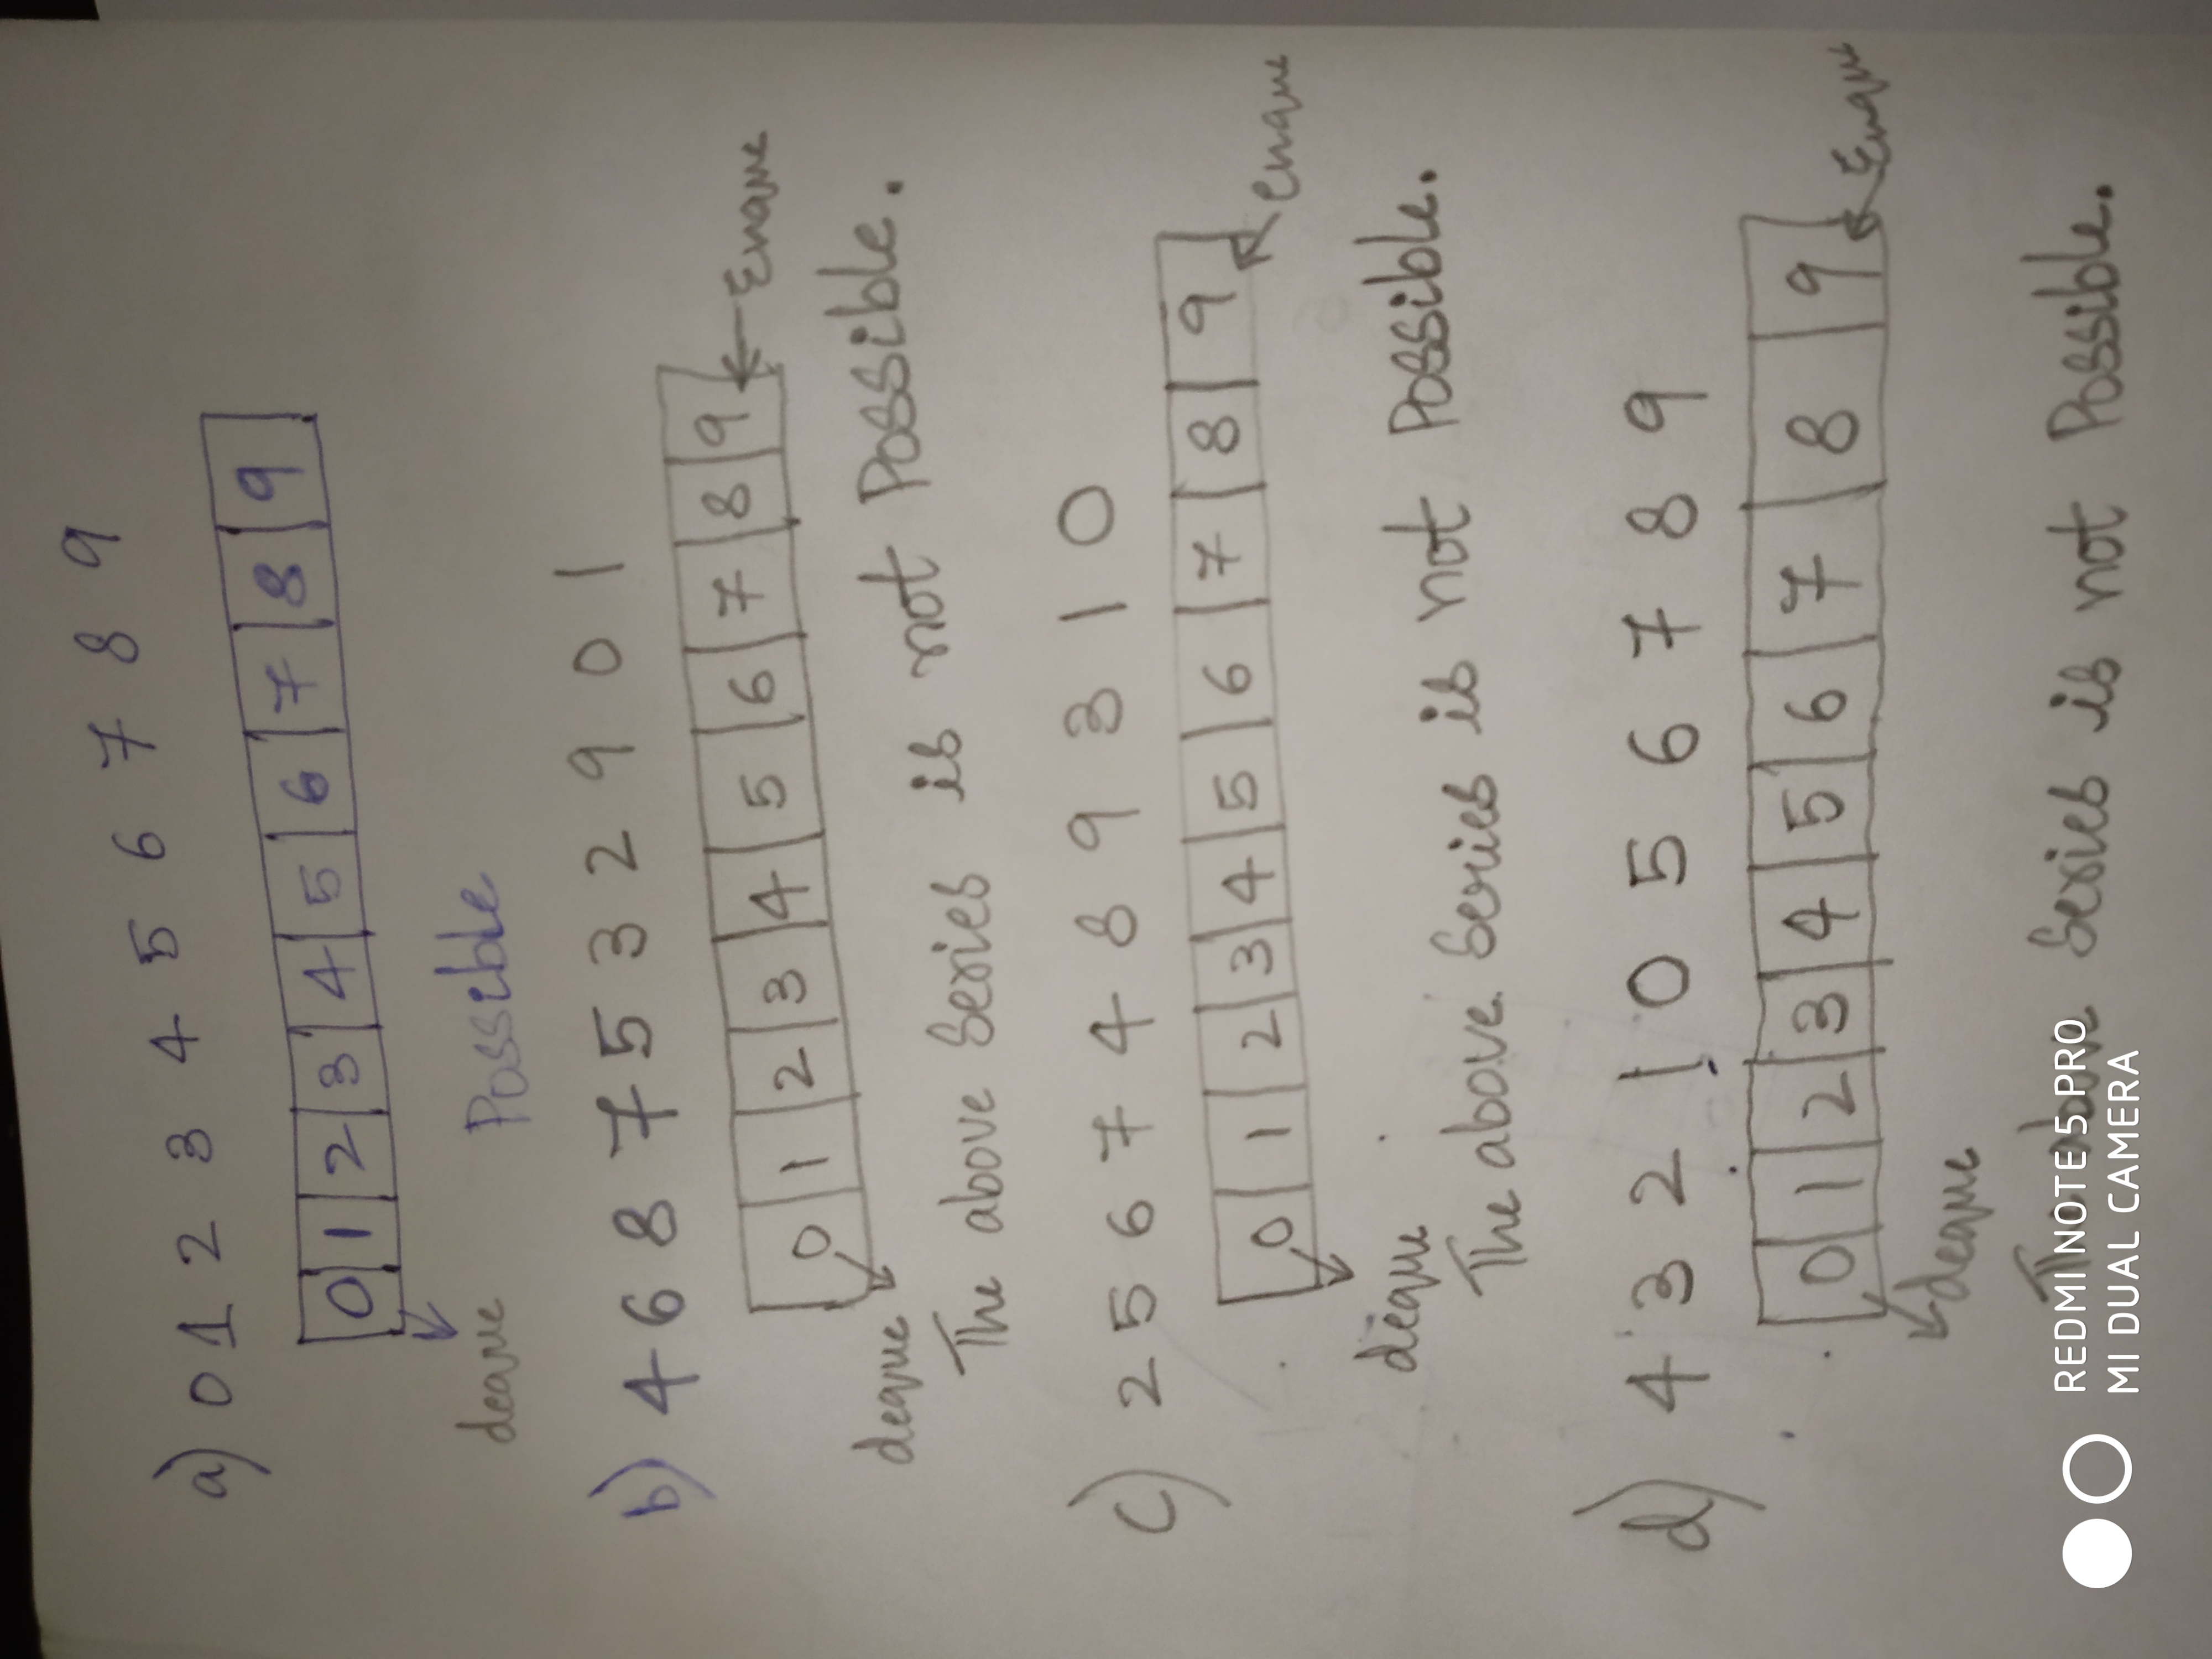 a) 0 1 2 3 4 5 6 7 8 9
0 1 2 3 4 5 6 7 8 9
deque Possible
b) 4 6 8 7 5 3 2 9 0 1
0 1 2 3 4 5 6 7 8 9 Enque
deque
The above Series is not Possible.
c) 2 5 6 7 4 8 9 3 1 0
0 1 2 3 4 5 6 7 8 9
enque
deque
The above Series is not Possible.
d) 4 3 2 1 0 5 6 7 8 9
0 1 2 3 4 5 6 7 8 9 Enque
deque
The above Series is not Possible.
REDMI NOTE 5 PRO
MI DUAL CAMERA